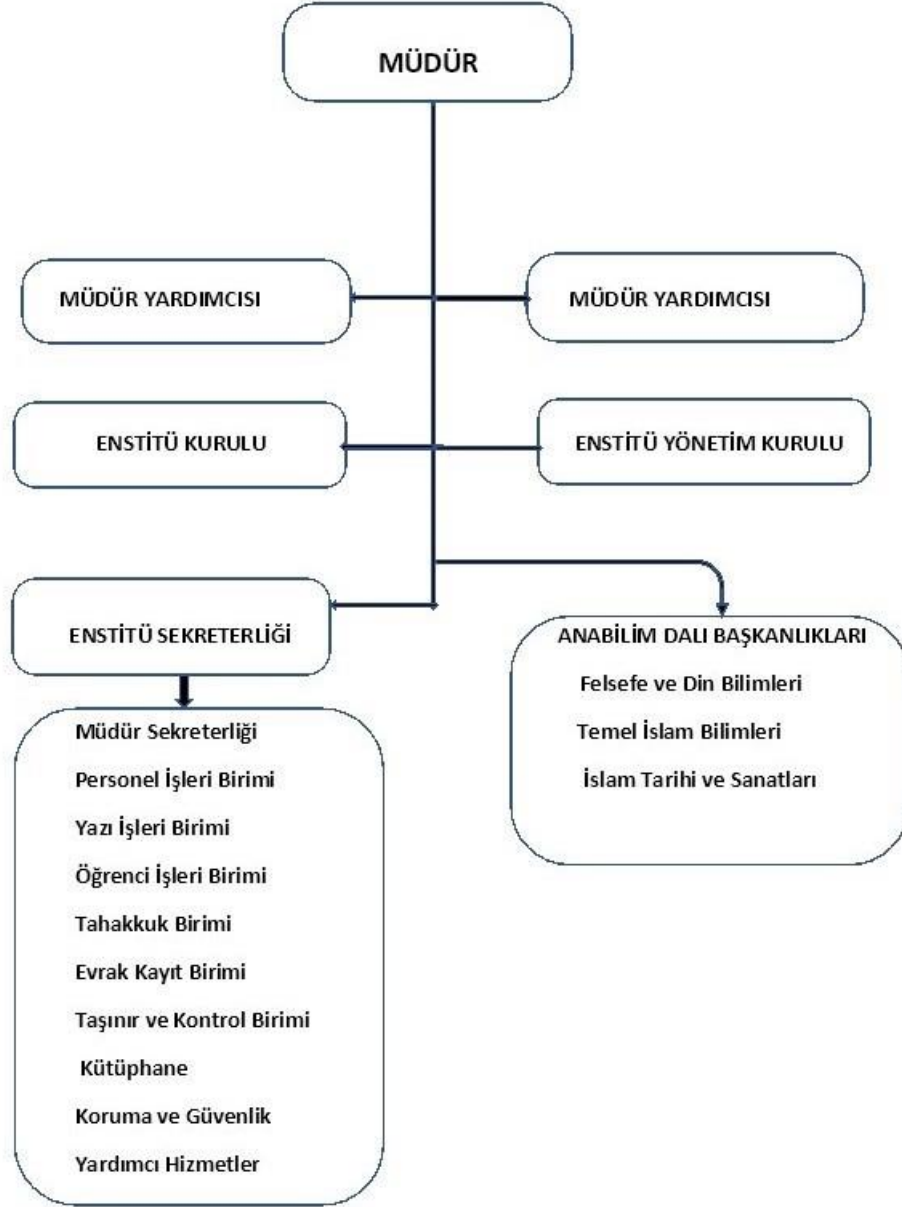 MÜDÜR
MÜDÜR YARDIMCISI
MÜDÜR YARDIMCISI
ENSTİTÜ KURULU
ENSTİTÜ YÖNETİM KURULU
ENSTİTÜ SEKRETERLİĞİ
Müdür Sekreterliği
Personel İşleri Birimi
Yazı İşleri Birimi
Öğrenci İşleri Birimi
Tahakkuk Birimi
Evrak Kayıt Birimi
Taşınır ve Kontrol Birimi
Kütüphane
Koruma ve Güvenlik
Yardımcı Hizmetler
ANABİLİM DALI BAŞKANLIKLARI
Felsefe ve Din Bilimleri
Temel İslam Bilimleri
İslam Tarihi ve Sanatları